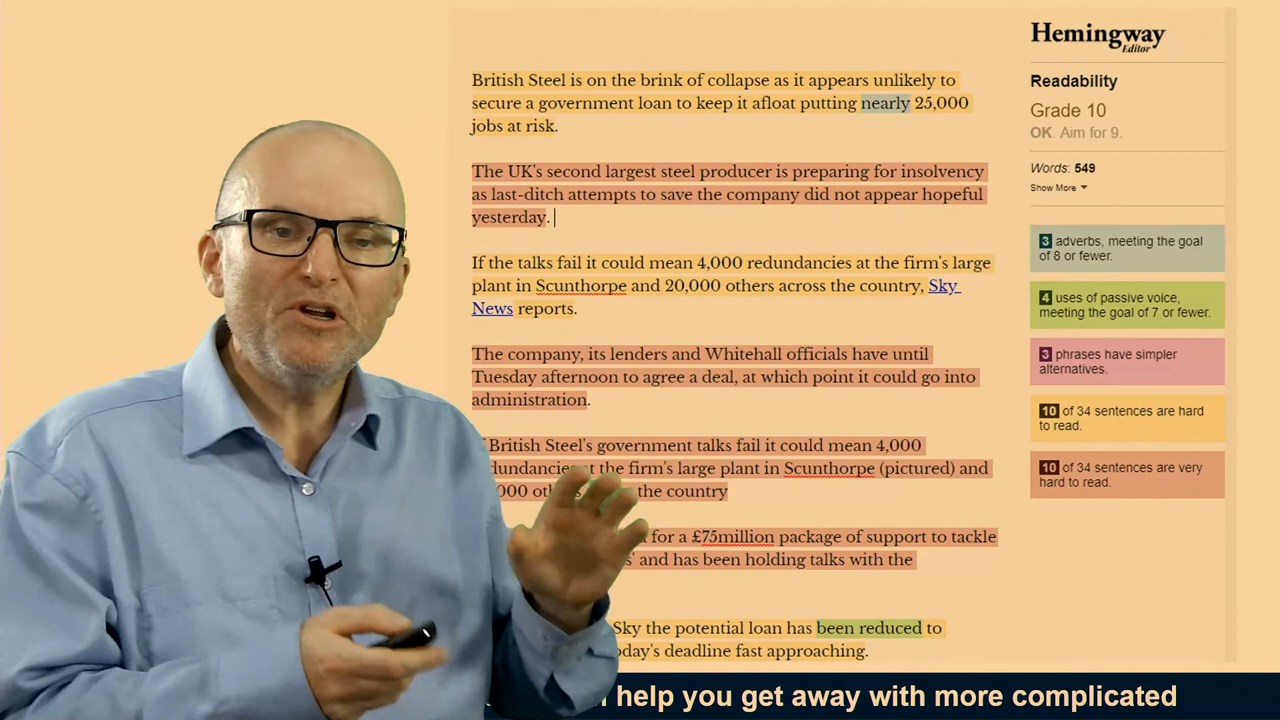 British Steel is on the brink of collapse as it appears unlikely to
secure a government loan to keep it afloat putting nearly 25,000
jobs at risk.
The UK's second largest steel producer is preparing for insolvency
as last-ditch attempts to save the company did not appear hopeful
yesterday.
If the talks fail it could mean 4,000 redundancies at the firm's large
plant in Scunthorpe and 20,000 others across the country, Sky
News reports.
The company, its lenders and Whitehall officials have until
Tuesday afternoon to agree a deal, at which point it could go into
administration.
British Steel's government talks fail it could mean 4,000
at the firm's large plant in Scunthorpe (pictured) and
the country
for a £75million package of support to tackle
and has been holding talks with the
Sky the potential loan has been reduced to
deadline fast approaching.
Hemingway
Editor
Readability
Grade 10
OK. Aim for 9.
Words: 549
Show More
3 adverbs, meeting the goal
of 8 or fewer.
4 uses of passive voice,
meeting the goal of 7 or fewer.
3 phrases have simpler
alternatives.
10 of 34 sentences are hard
to read.
10 of 34 sentences are very
hard to read.
help you get away with more complicated